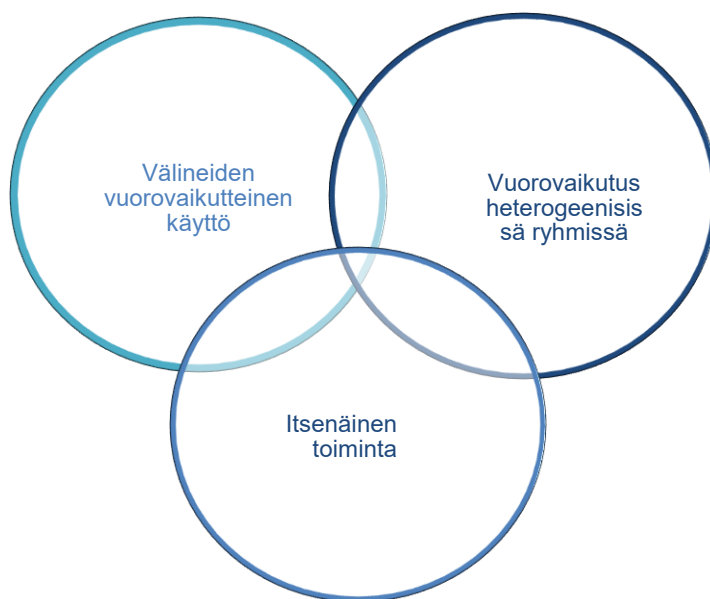 Välineiden
vuorovaikutteinen
käyttö
Vuorovaikutus
heterogeenisis
sä ryhmissä
Itsenäinen
toiminta